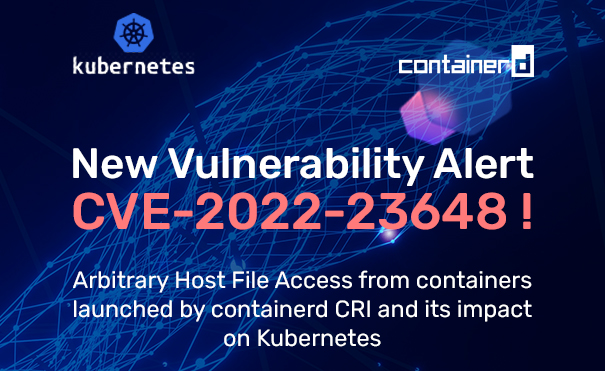 kubernetes
containerd
New Vulnerability Alert
CVE-2022-23648 !
Arbitrary Host File Access from containers
launched by containerd CRI and its impact
on Kubernetes